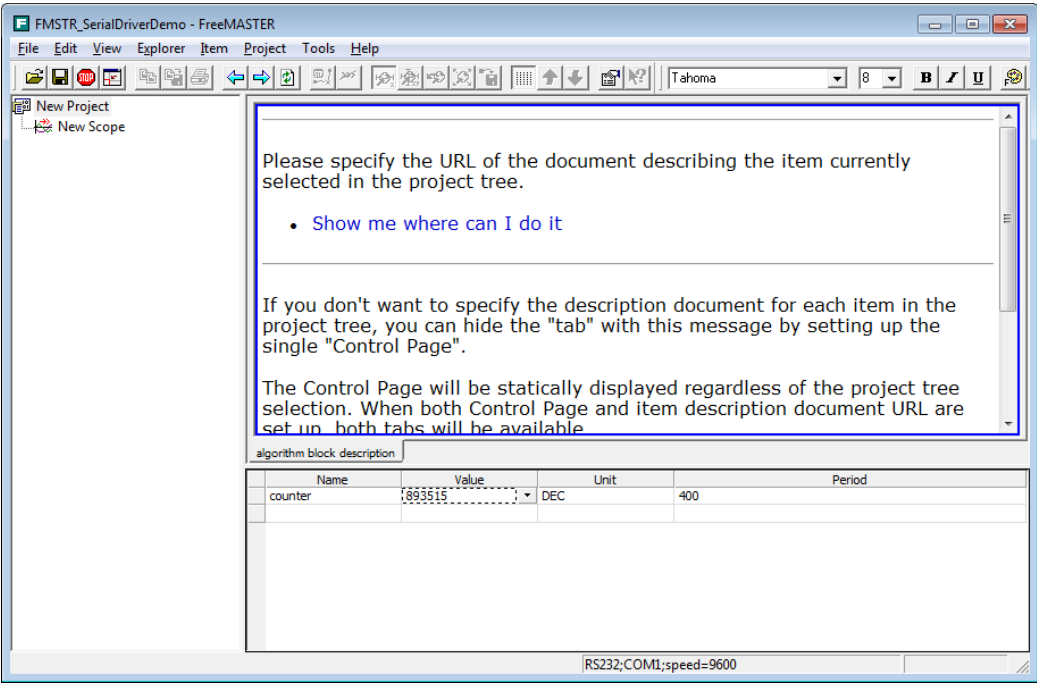 FMSTR_SerialDriverDemo - FreeMASTER
File Edit View Explorer Item Project Tools Help
STOP Tahoma 8 B I U
New Project
New Scope
Please specify the URL of the document describing the item currently
selected in the project tree.
• Show me where can I do it
If you don't want to specify the description document for each item in the
project tree, you can hide the "tab" with this message by setting up the
single "Control Page".
The Control Page will be statically displayed regardless of the project tree
selection. When both Control Page and item description document URL are
set up, both tabs will be available
algorithm block description
Name Value Unit Period
counter 893515 DEC 400
RS232;COM1;speed=9600